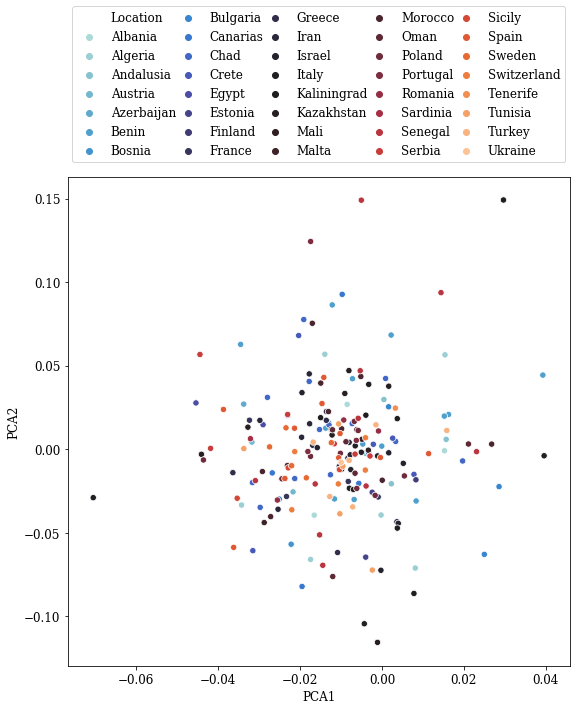 Location Bulgaria Greece Morocco Sicily
Albania Canarias Iran Oman Spain
Algeria Chad Israel Poland Sweden
Andalusia Crete Italy Portugal Switzerland
Austria Egypt Kaliningrad Romania Tenerife
Azerbaijan Estonia Kazakhstan Sardinia Tunisia
Benin Finland Mali Senegal Turkey
Bosnia France Malta Serbia Ukraine
0.15
0.10
0.05
0.00
−0.05
−0.10
PCA2
−0.06 −0.04 −0.02 0.00 0.02 0.04
PCA1